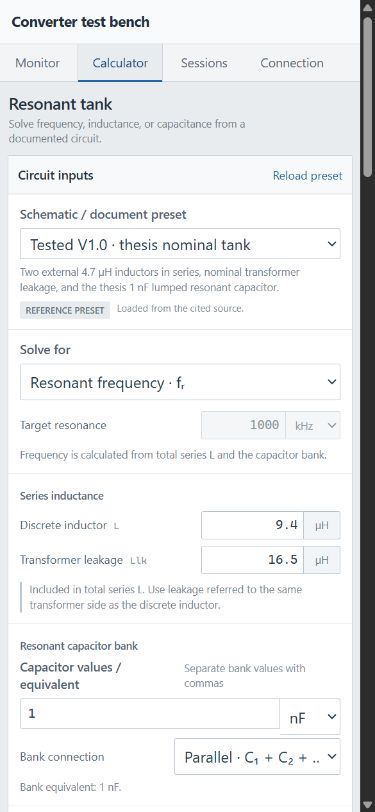 Converter test bench
Monitor
Calculator
Sessions
Connection
Resonant tank
Solve frequency, inductance, or capacitance from a
documented circuit.
Circuit inputs
Reload preset
Schematic / document preset
Tested V1.0 · thesis nominal tank
Two external 4.7 µH inductors in series, nominal transformer
leakage, and the thesis 1 nF lumped resonant capacitor.
REFERENCE PRESET
Loaded from the cited source.
Solve for
Resonant frequency · fᵣ
Target resonance
1000
kHz
Frequency is calculated from total series L and the capacitor bank.
Series inductance
Discrete inductor L
9.4
µH
Transformer leakage Llk
16.5
µH
Included in total series L. Use leakage referred to the same
transformer side as the discrete inductor.
Resonant capacitor bank
Capacitor values /
equivalent
Separate bank values with
commas
1
nF
Bank connection
Parallel · C₁ + C₂ + ..
Bank equivalent: 1 nF.